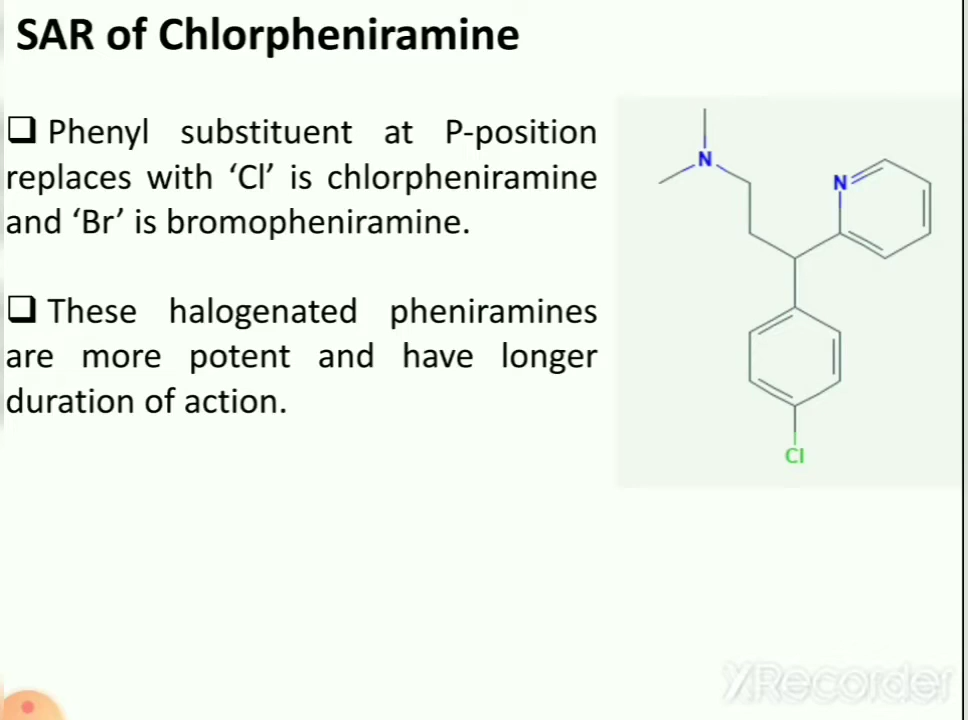 SAR of Chlorpheniramine
❑ Phenyl substituent at P-position
replaces with ‘Cl’ is chlorpheniramine
and ‘Br’ is bromopheniramine.
❑ These halogenated pheniramines
are more potent and have longer
duration of action.
N
N
Cl
XRecorder